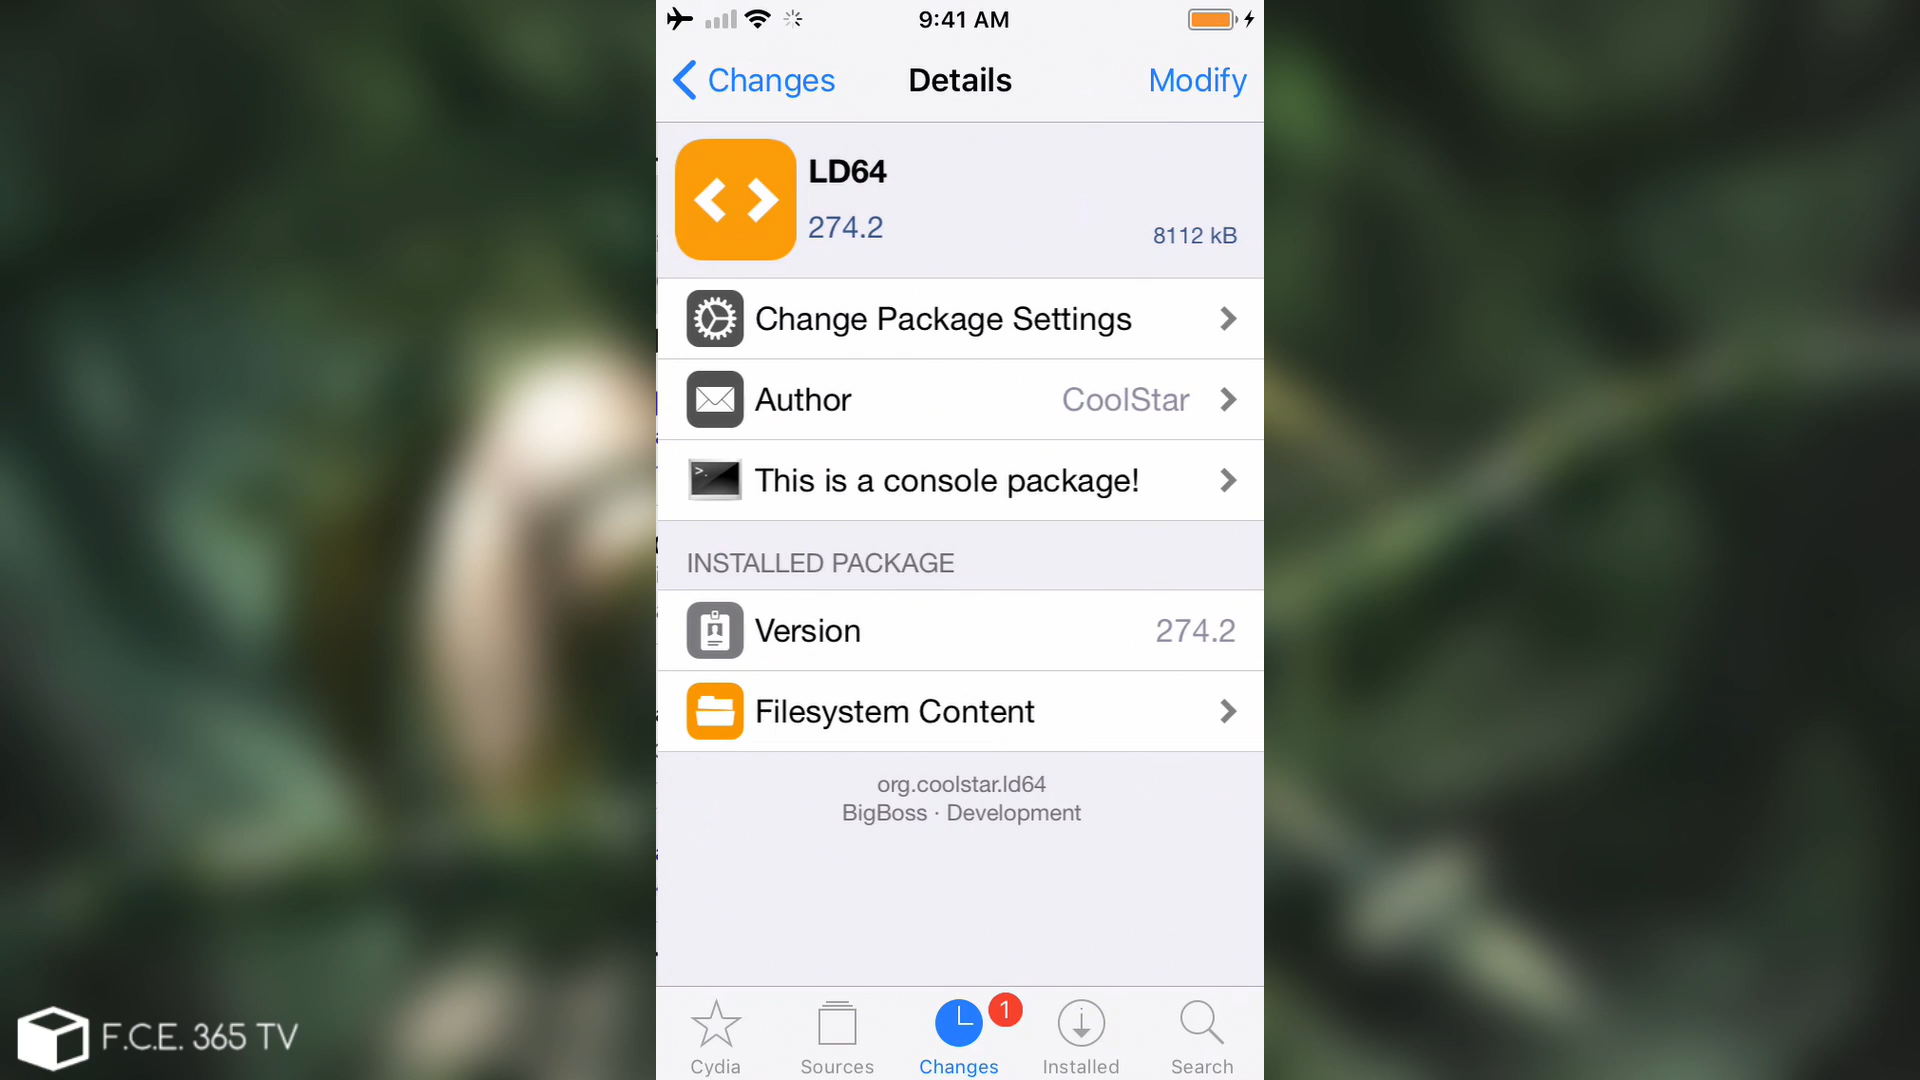 9:41 AM
Changes
Details
Modify
LD64
274.2
8112 kB
Change Package Settings
Author
CoolStar
>.
This is a console package!
INSTALLED PACKAGE
Version
274.2
Filesystem Content
org.coolstar.ld64
BigBoss · Development
1
Cydia
Sources
Changes
Installed
Search
F.C.E. 365 TV